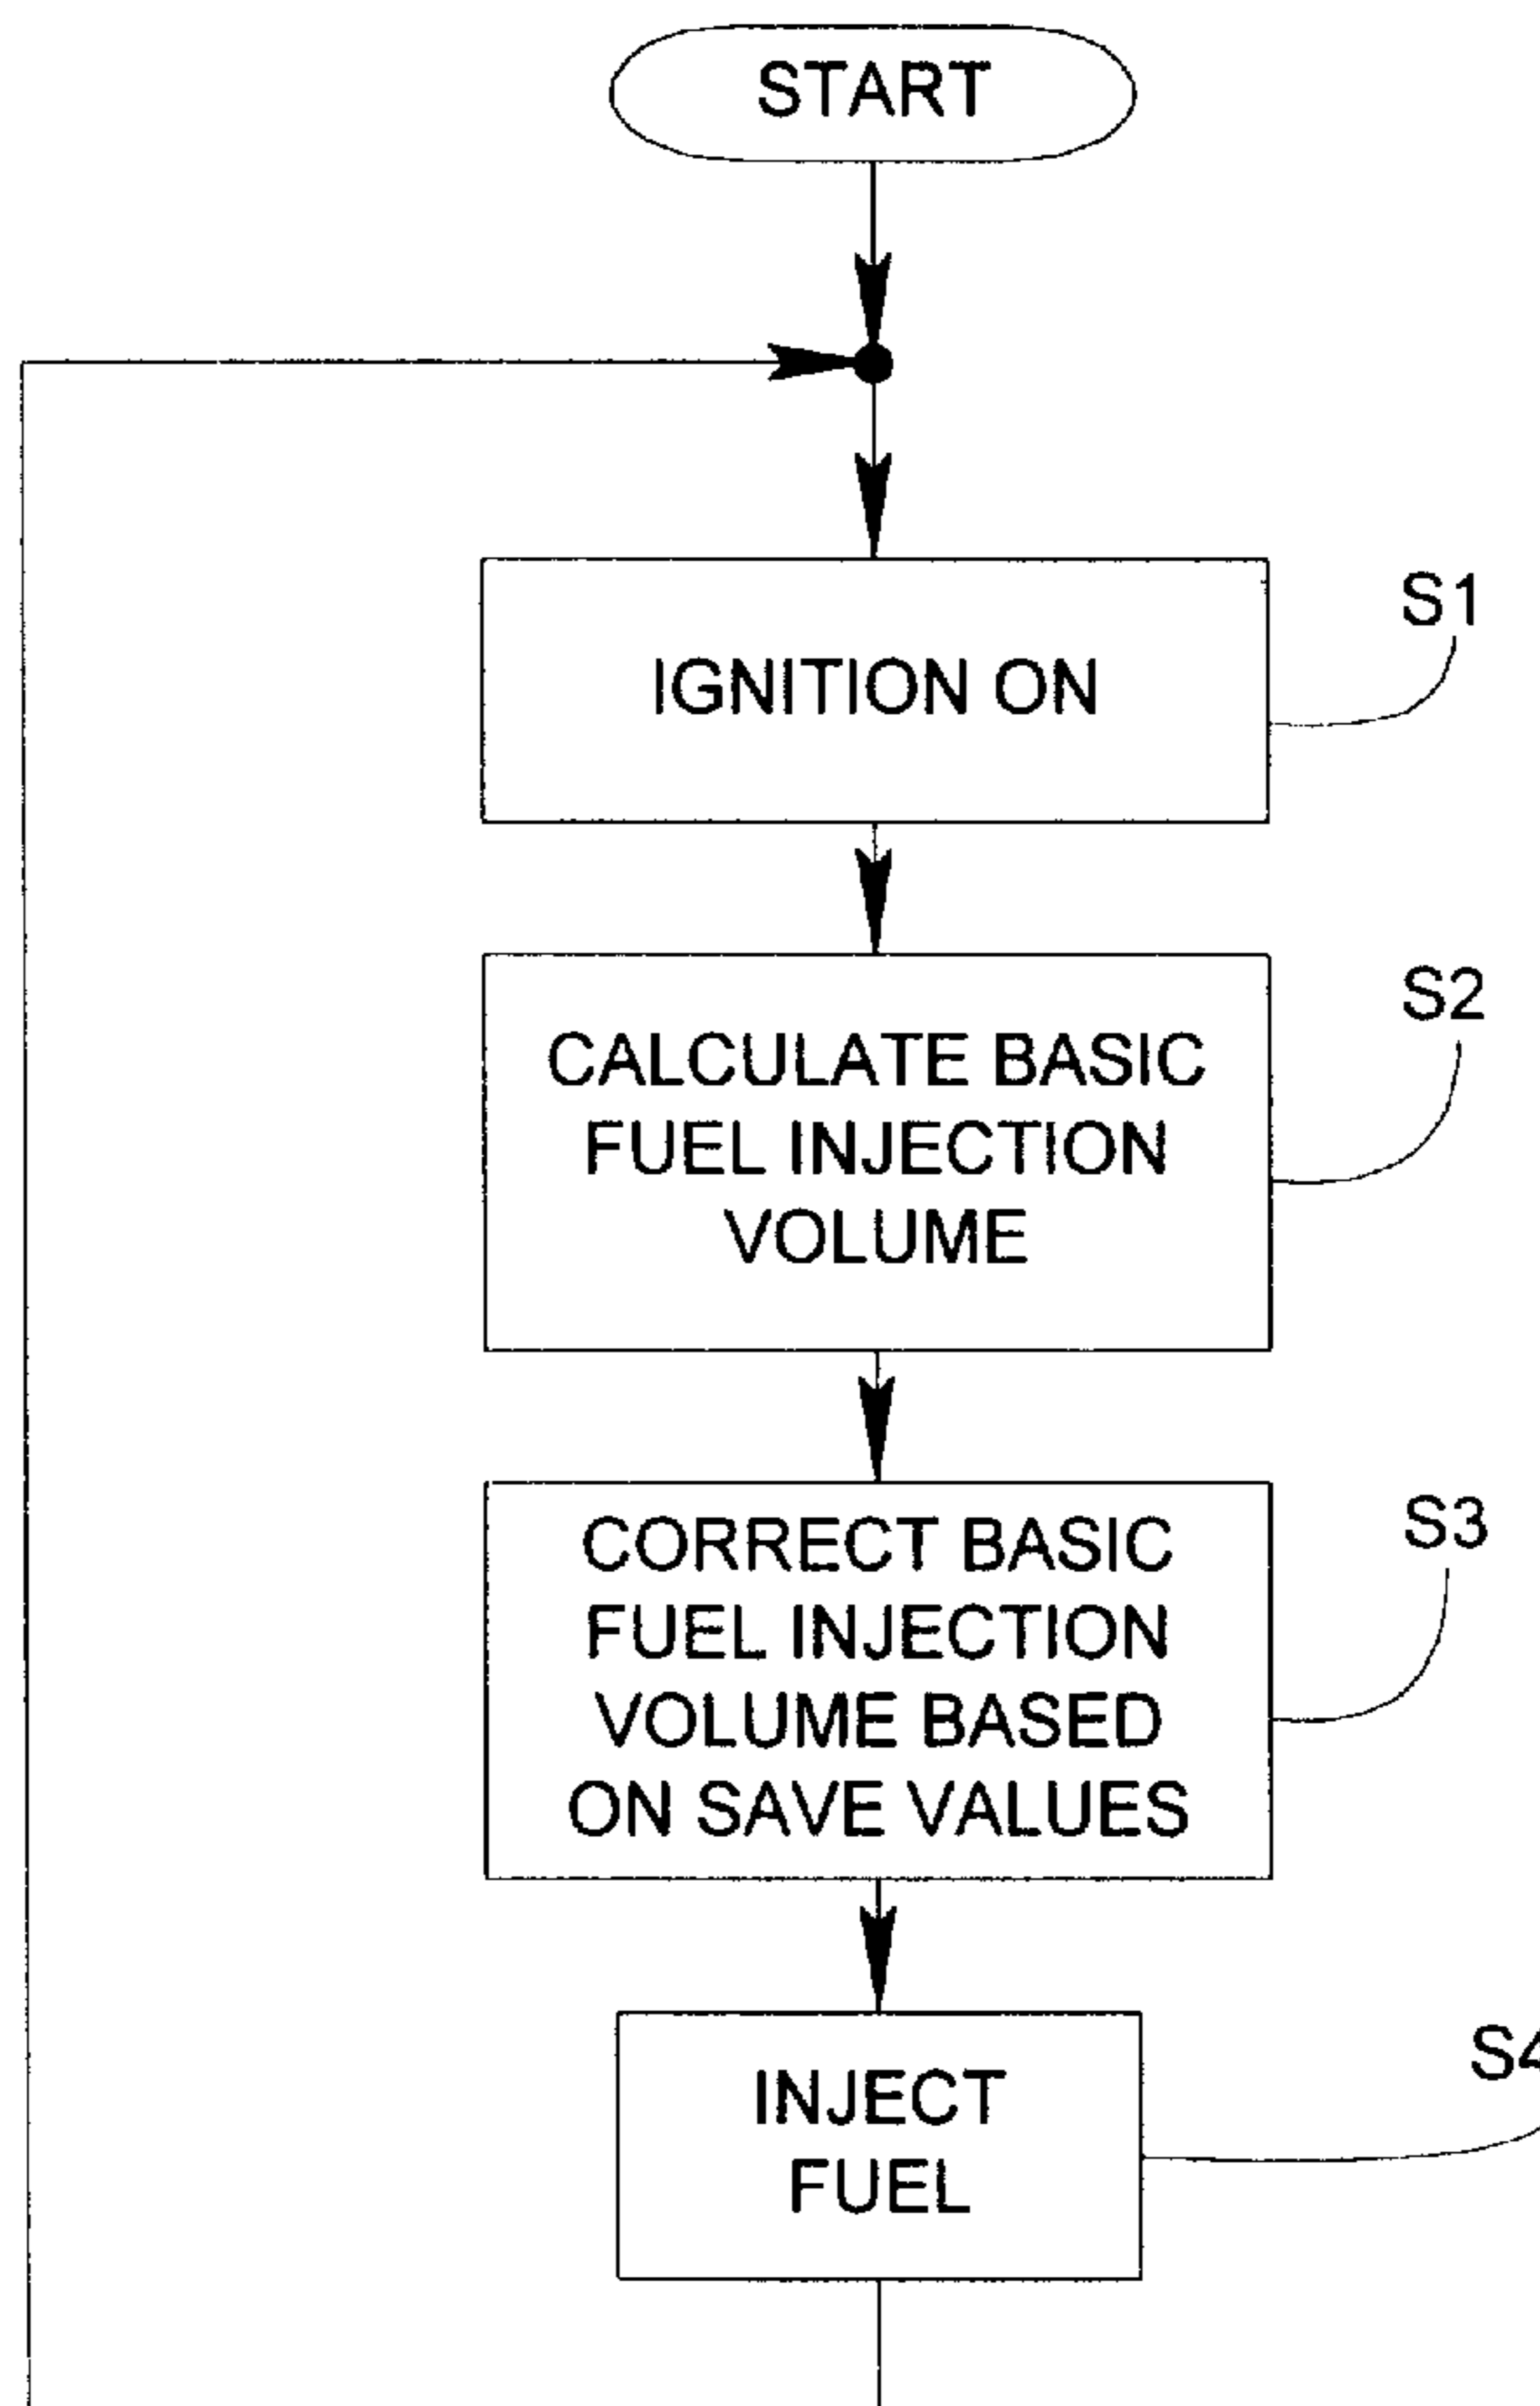 START
IGNITION ON
S1
CALCULATE BASIC
FUEL INJECTION
VOLUME
S2
CORRECT BASIC
FUEL INJECTION
VOLUME BASED
ON SAVE VALUES
S3
INJECT
FUEL
S4